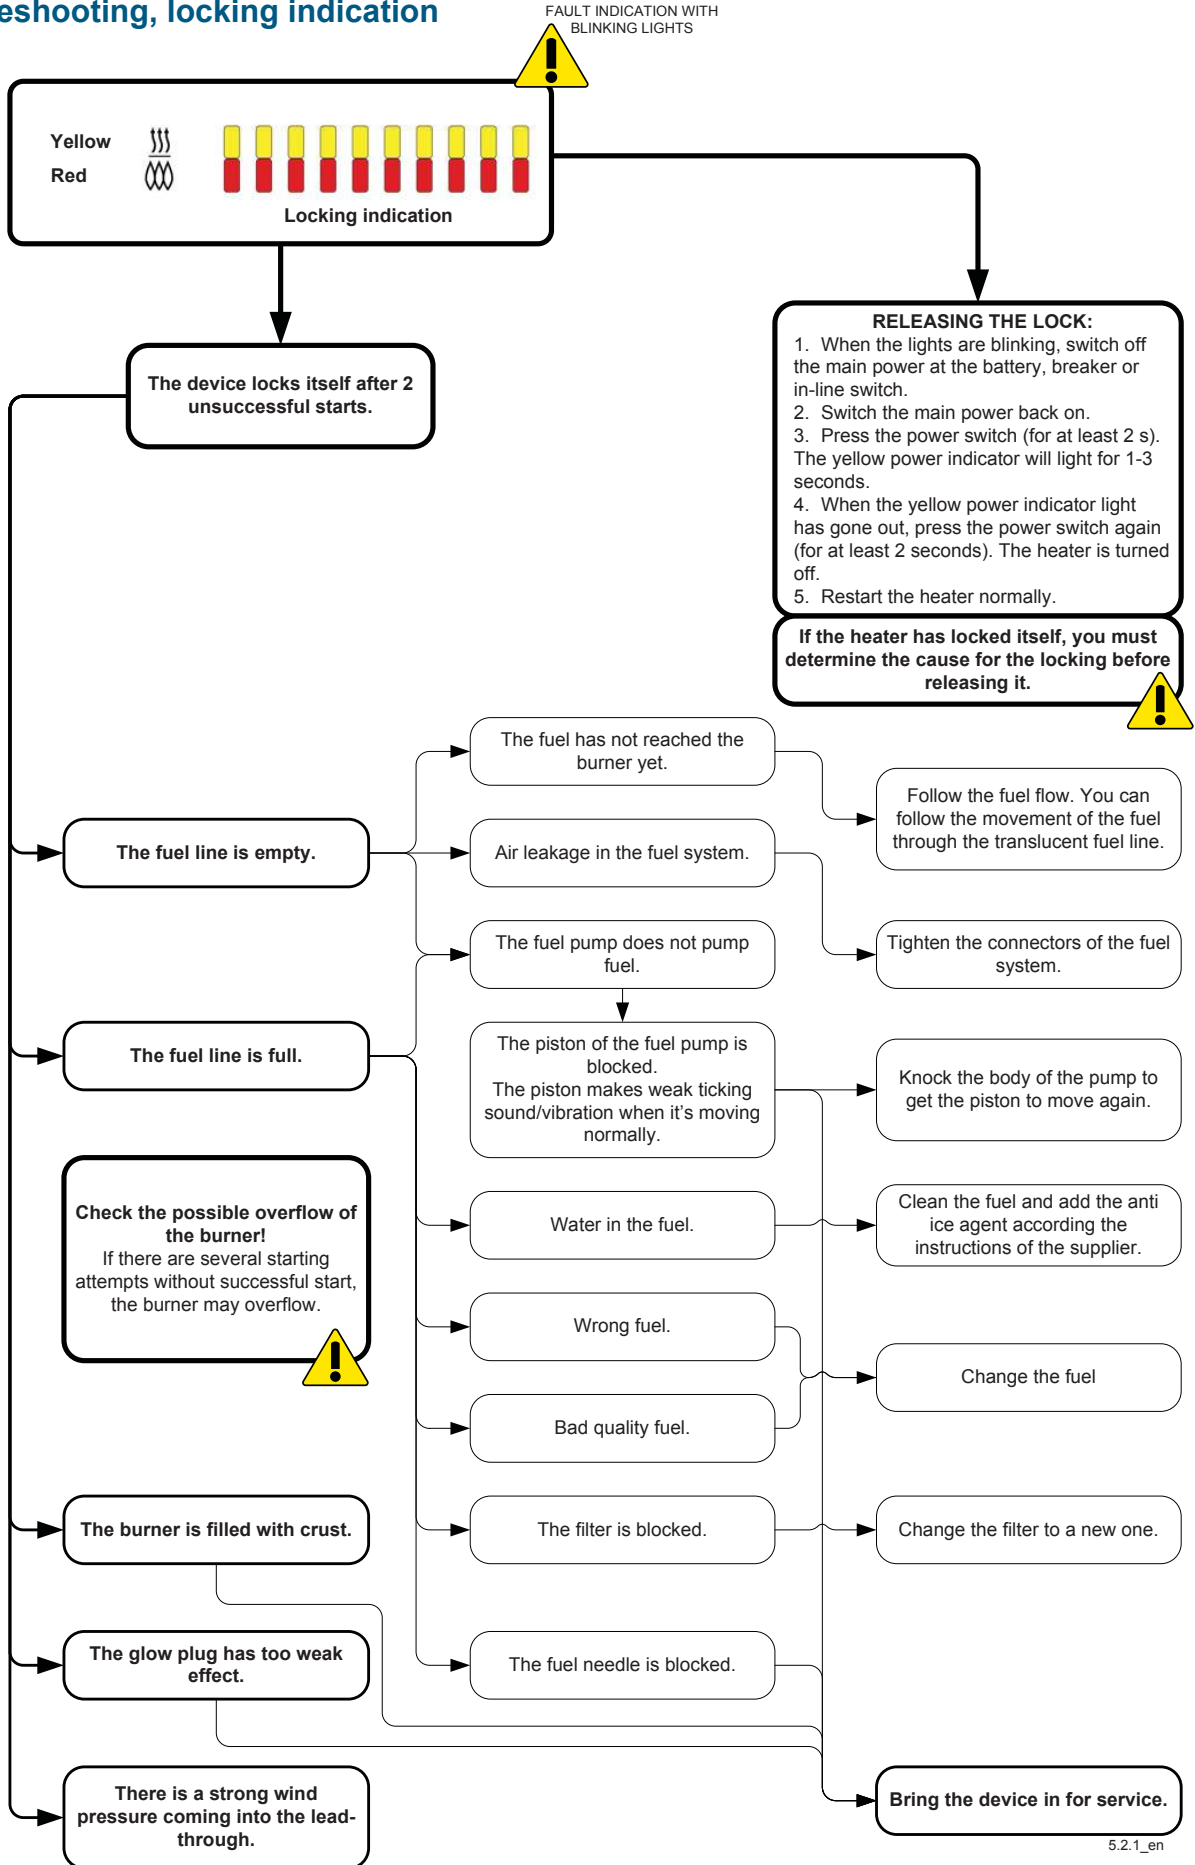 eshooting, locking indication
FAULT INDICATION WITH
BLINKING LIGHTS
Yellow
Red
Locking indication
The device locks itself after 2
unsuccessful starts.
RELEASING THE LOCK:
1. When the lights are blinking, switch off
the main power at the battery, breaker or
in-line switch.
2. Switch the main power back on.
3. Press the power switch (for at least 2 s).
The yellow power indicator will light for 1-3
seconds.
4. When the yellow power indicator light
has gone out, press the power switch again
(for at least 2 seconds). The heater is turned
off.
5. Restart the heater normally.
If the heater has locked itself, you must
determine the cause for the locking before
releasing it.
The fuel has not reached the
burner yet.
Follow the fuel flow. You can
follow the movement of the fuel
through the translucent fuel line.
The fuel line is empty.
Air leakage in the fuel system.
The fuel pump does not pump
fuel.
Tighten the connectors of the fuel
system.
The fuel line is full.
The piston of the fuel pump is
blocked.
The piston makes weak ticking
sound/vibration when it's moving
normally.
Knock the body of the pump to
get the piston to move again.
Check the possible overflow of
the burner!
If there are several starting
attempts without successful start,
the burner may overflow.
Water in the fuel.
Clean the fuel and add the anti
ice agent according the
instructions of the supplier.
Wrong fuel.
Change the fuel
Bad quality fuel.
The burner is filled with crust.
The filter is blocked.
Change the filter to a new one.
The glow plug has too weak
effect.
The fuel needle is blocked.
There is a strong wind
pressure coming into the lead-
through.
Bring the device in for service.
5.2.1_en